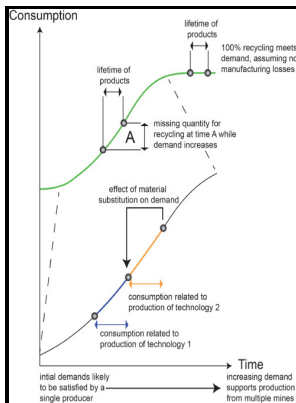 Consumption
lifetime of
products
100% recycling meets
demand, assuming no
manufacturing losses
lifetime of
products
A
missing quantity for
recycling at time A while
demand increases
effect of material
substitution on demand
consumption related to
production of technology 2
consumption related to
production of technology 1
Time
intial demands likely
to be satisfied by a
single producer
increasing demand
supports production
from multiple mines